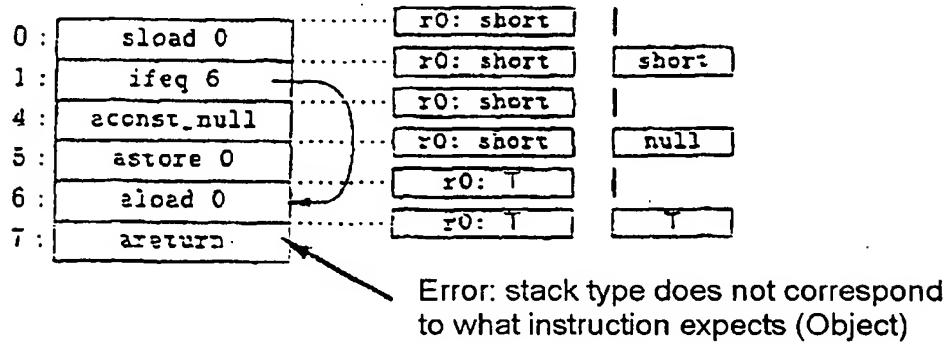 0 : sload 0 r0: short
1 : ifeq 6 r0: short short
4 : aconst_null r0: short
5 : astore 0 r0: short null
6 : aload 0 r0: T
7 : areturn r0: T T
Error: stack type does not correspond
to what instruction expects (Object)